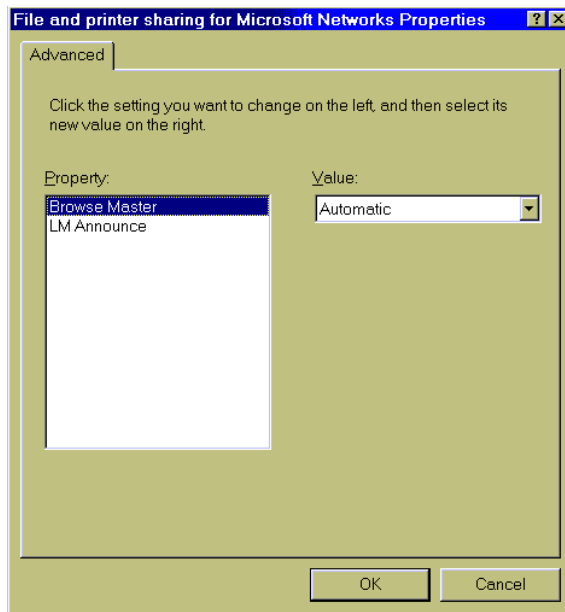 File and printer sharing for Microsoft Networks Properties
Advanced
Click the setting you want to change on the left, and then select its
new value on the right.
Property:
Value:
Browse Master
Automatic
LM Announce
OK
Cancel